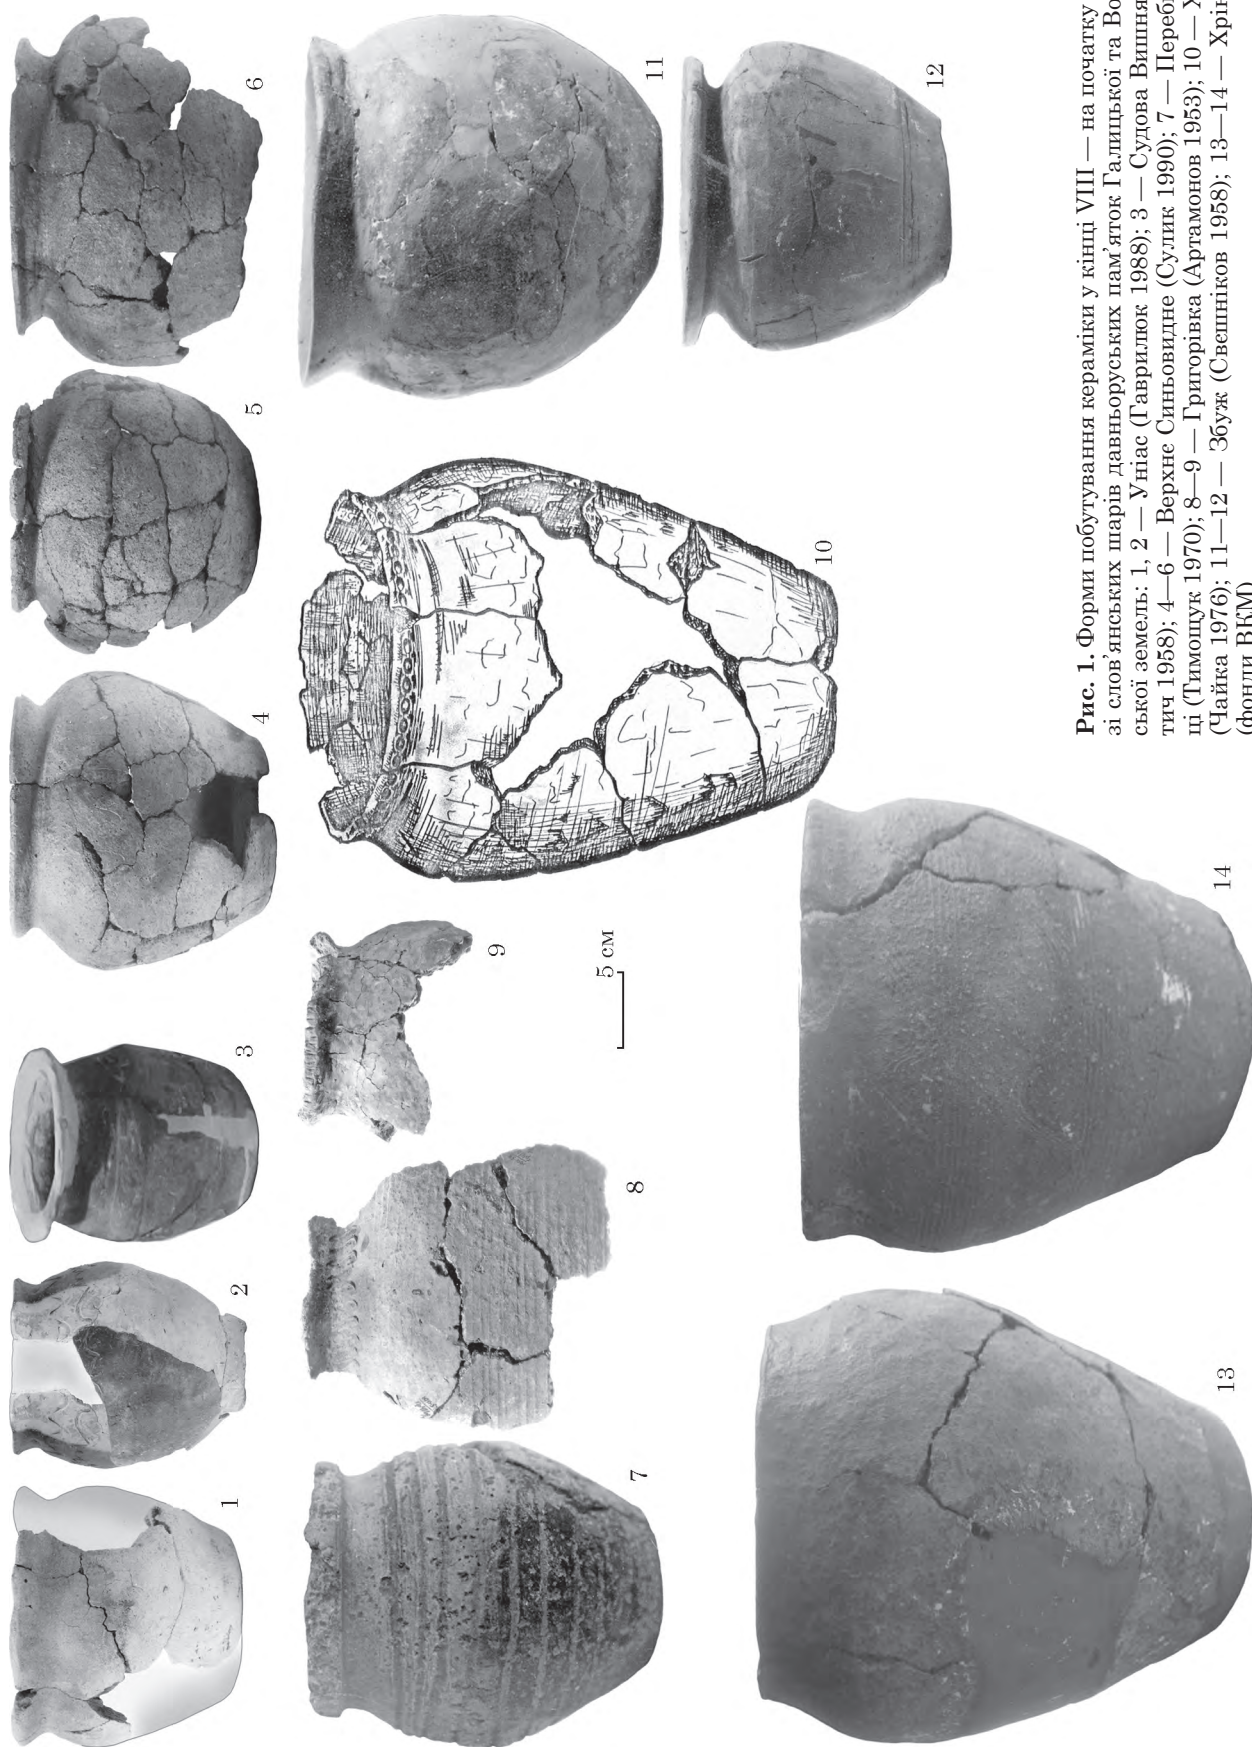 1
2
3
4
5
6
7
8
9
5 см
10
11
12
13
14
Рис. 1. Форми побутування кераміки у кінці VIII — на початку
зі слов’янських шарів давньоруських пам’яток Галицької та Во
ської земель: 1, 2 — Уніас (Гаврилюк 1988); 3 — Судова Вишня
тич 1958); 4—6 — Верхнє Синьовидне (Сулик 1990); 7 — Переб
ці (Тимощук 1970); 8—9 — Григорівка (Артамонов 1953); 10 — Х
(Чайка 1976); 11—12 — Збуж (Свешніков 1958); 13—14 — Хрін
(фонди ВКМ)